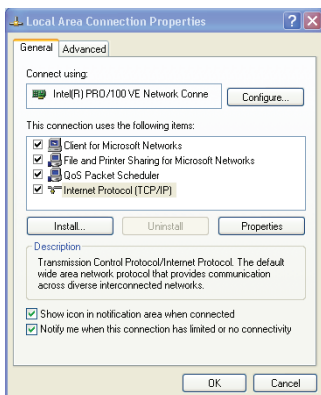 Local Area Connection Properties
General Advanced
Connect using:
Intel(R) PRO/100 VE Network Conne
Configure...
This connection uses the following items:
Client for Microsoft Networks
File and Printer Sharing for Microsoft Networks
QoS Packet Scheduler
Internet Protocol (TCP/IP)
Install... Uninstall Properties
Description
Transmission Control Protocol/Internet Protocol. The default
wide area network protocol that provides communication
across diverse interconnected networks.
Show icon in notification area when connected
Notify me when this connection has limited or no connectivity
OK Cancel